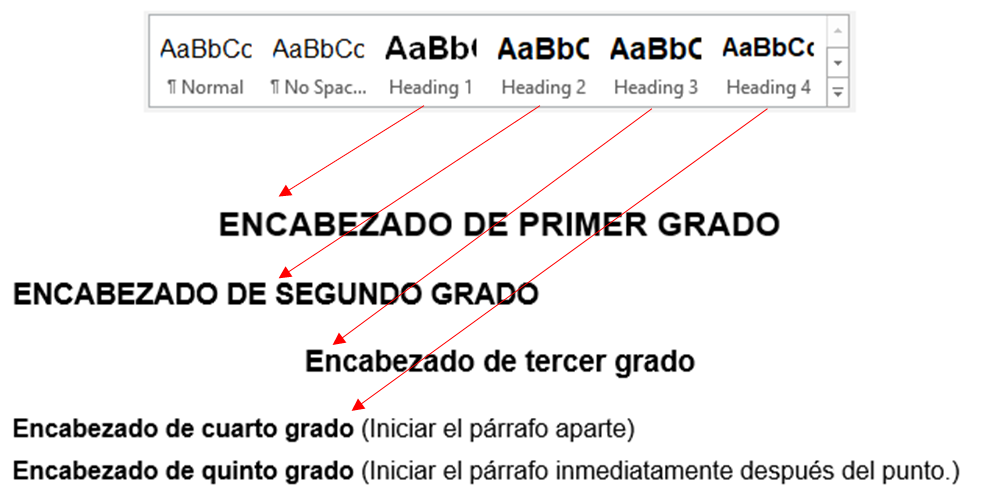 AaBbCc AaBbCc AaBb( AaBbC AaBbC AaBbCc
¶ Normal ¶ No Spac... Heading 1 Heading 2 Heading 3 Heading 4
ENCABEZADO DE PRIMER GRADO
ENCABEZADO DE SEGUNDO GRADO
Encabezado de tercer grado
Encabezado de cuarto grado (Iniciar el párrafo aparte)
Encabezado de quinto grado (Iniciar el párrafo inmediatamente después del punto.)